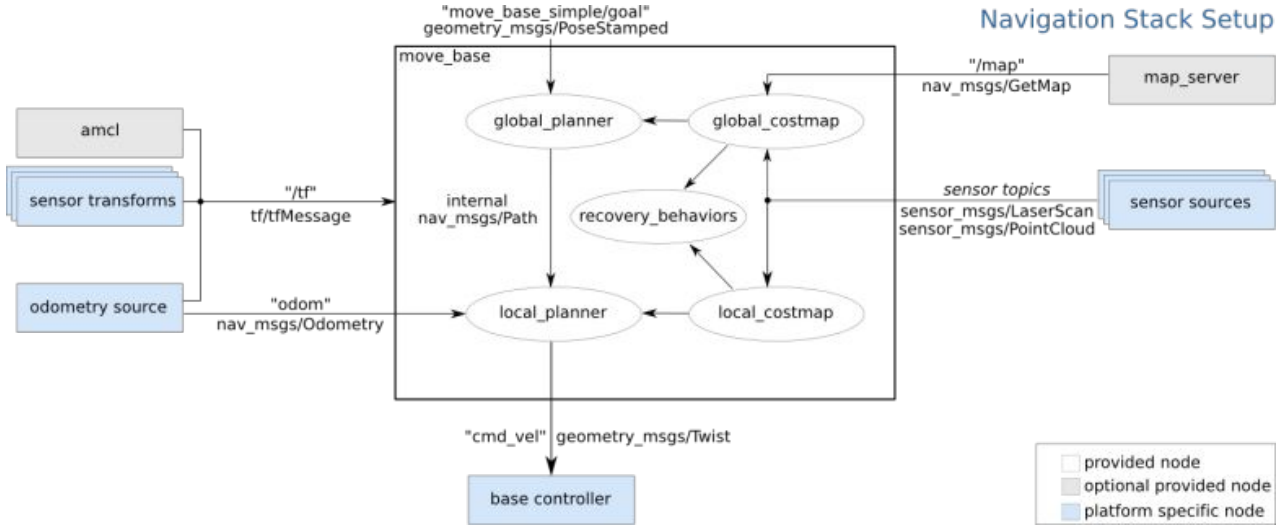 Navigation Stack Setup
"move_base_simple/goal"
geometry_msgs/PoseStamped
move_base
"/map"
nav_msgs/GetMap
map_server
amcl
global_planner
global_costmap
sensor transforms
"/tf"
tf/tfMessage
internal
nav_msgs/Path
recovery_behaviors
sensor topics
sensor_msgs/LaserScan
sensor_msgs/PointCloud
sensor sources
odometry source
"odom"
nav_msgs/Odometry
local_planner
local_costmap
"cmd_vel" geometry_msgs/Twist
base controller
provided node
optional provided node
platform specific node